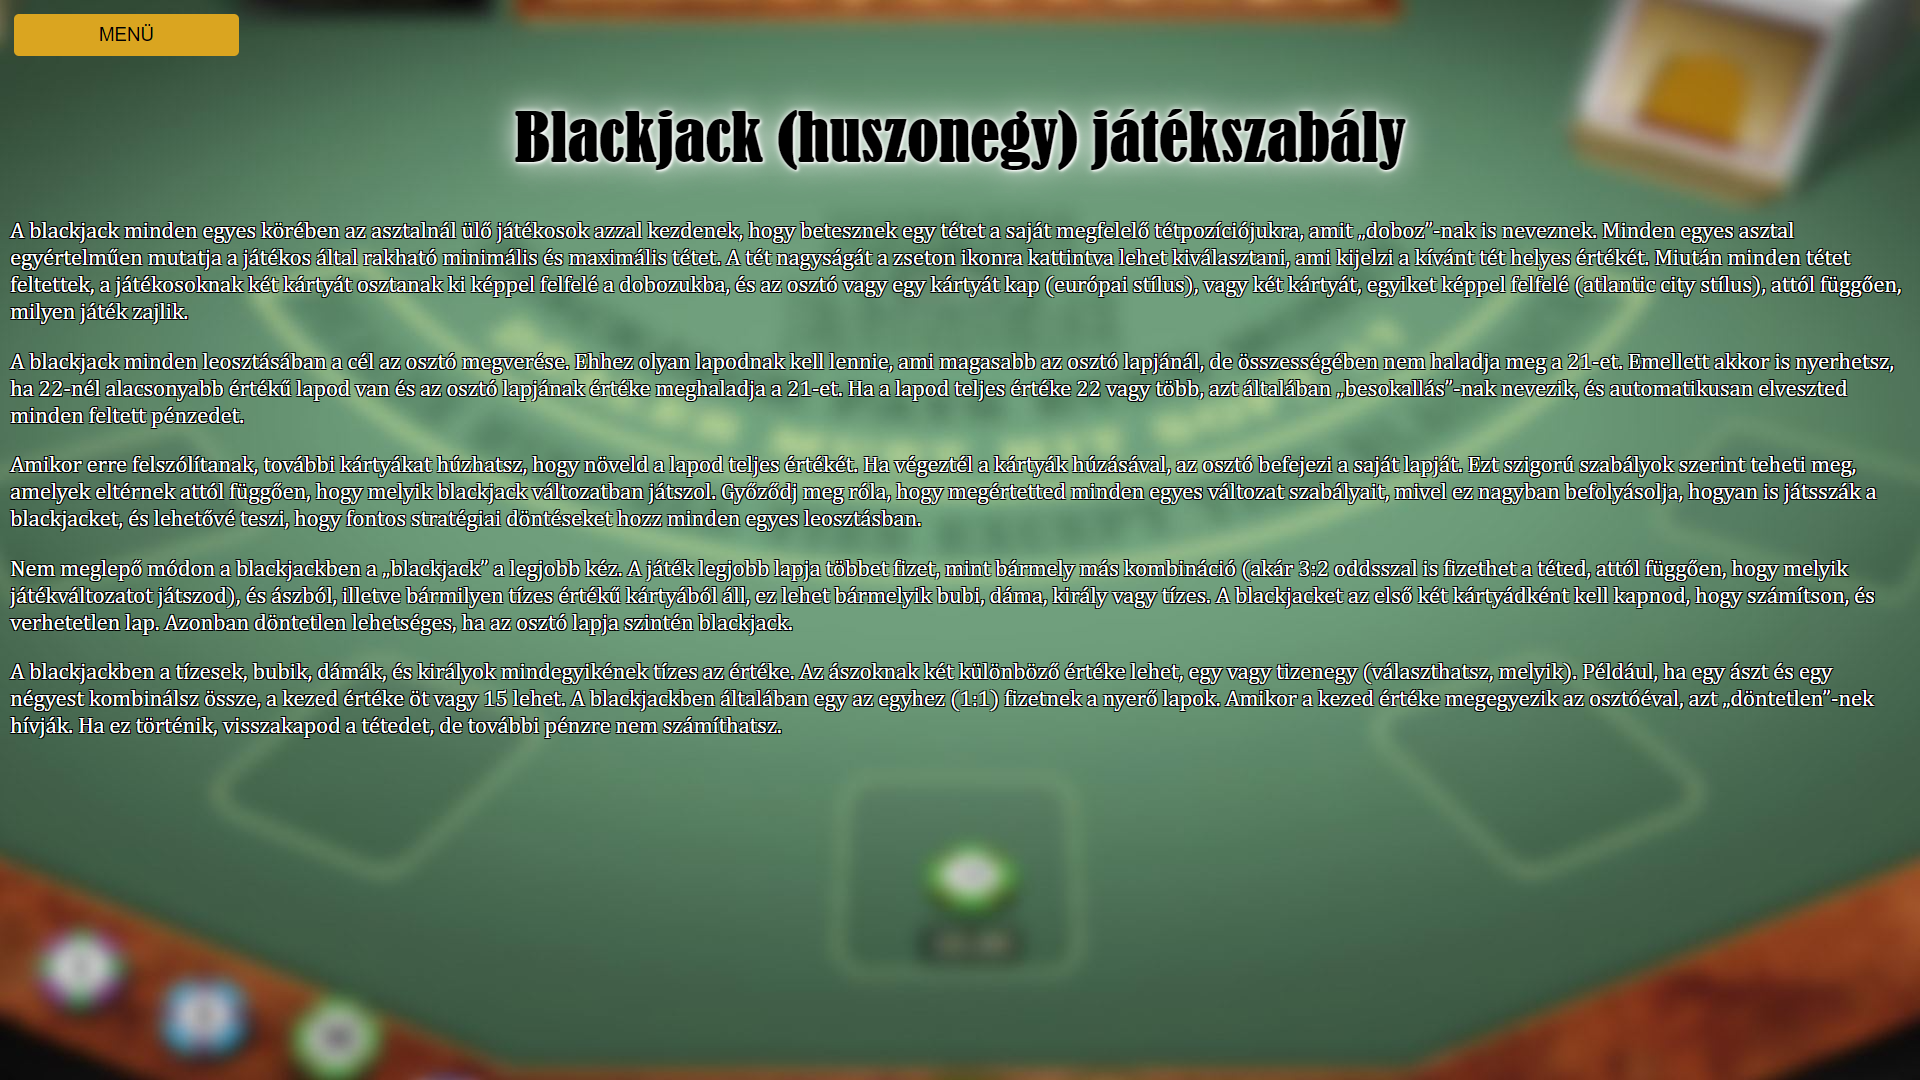 MENÜ
Blackjack (huszonegy) játékszabály
A blackjack minden egyes körében az asztalnál ülő játékosok azzal kezdenek, hogy betesznek egy tétet a saját megfelelő tétpozíciójukra, amit „doboz”-nak is neveznek. Minden egyes asztal
egyértelműen mutatja a játékos által rakható minimális és maximális tétet. A tét nagyságát a zseton ikonra kattintva lehet kiválasztani, ami kijelzi a kívánt tét helyes értékét. Miután minden tétet
feltettek, a játékosoknak két kártyát osztanak ki képpel felfelé a dobozukba, és az osztó vagy egy kártyát kap (európai stílus), vagy két kártyát, egyiket képpel felfelé (atlantic city stílus), attól függően,
milyen játék zajlik.
A blackjack minden leosztásában a cél az osztó megverése. Ehhez olyan lapodnak kell lennie, ami magasabb az osztó lapjánál, de összességében nem haladja meg a 21-et. Emellett akkor is nyerhetsz,
ha 22-nél alacsonyabb értékű lapod van és az osztó lapjának értéke meghaladja a 21-et. Ha a lapod teljes értéke 22 vagy több, azt általában „besokallás”-nak nevezik, és automatikusan elveszted
minden feltett pénzedet.
Amikor erre felszólítanak, további kártyákat húzhatsz, hogy növeld a lapod teljes értékét. Ha végeztél a kártyák húzásával, az osztó befejezi a saját lapját. Ezt szigorú szabályok szerint teheti meg,
amelyek eltérnek attól függően, hogy melyik blackjack változatban játszol. Győződj meg róla, hogy megértetted minden egyes változat szabályait, mivel ez nagyban befolyásolja, hogyan is játsszák a
blackjacket, és lehetővé teszi, hogy fontos stratégiai döntéseket hozz minden egyes leosztásban.
Nem meglepő módon a blackjackben a „blackjack” a legjobb kéz. A játék legjobb lapja többet fizet, mint bármely más kombináció (akár 3:2 oddsszal is fizethet a téted, attól függően, hogy melyik
játékváltozatot játszod), és ászból, illetve bármilyen tízes értékű kártyából áll, ez lehet bármelyik bubi, dáma, király vagy tízes. A blackjacket az első két kártyádként kell kapnod, hogy számítson, és
verhetetlen lap. Azonban döntetlen lehetséges, ha az osztó lapja szintén blackjack.
A blackjackben a tízesek, bubik, dámák, és királyok mindegyikének tízes az értéke. Az ászoknak két különböző értéke lehet, egy vagy tizenegy (választhatsz, melyik). Például, ha egy ászt és egy
négyest kombinálsz össze, a kezed értéke öt vagy 15 lehet. A blackjackben általában egy az egyhez (1:1) fizetnek a nyerő lapok. Amikor a kezed értéke megegyezik az osztóéval, azt „döntetlen”-nek
hívják. Ha ez történik, visszakapod a tétedet, de további pénzre nem számíthatsz.